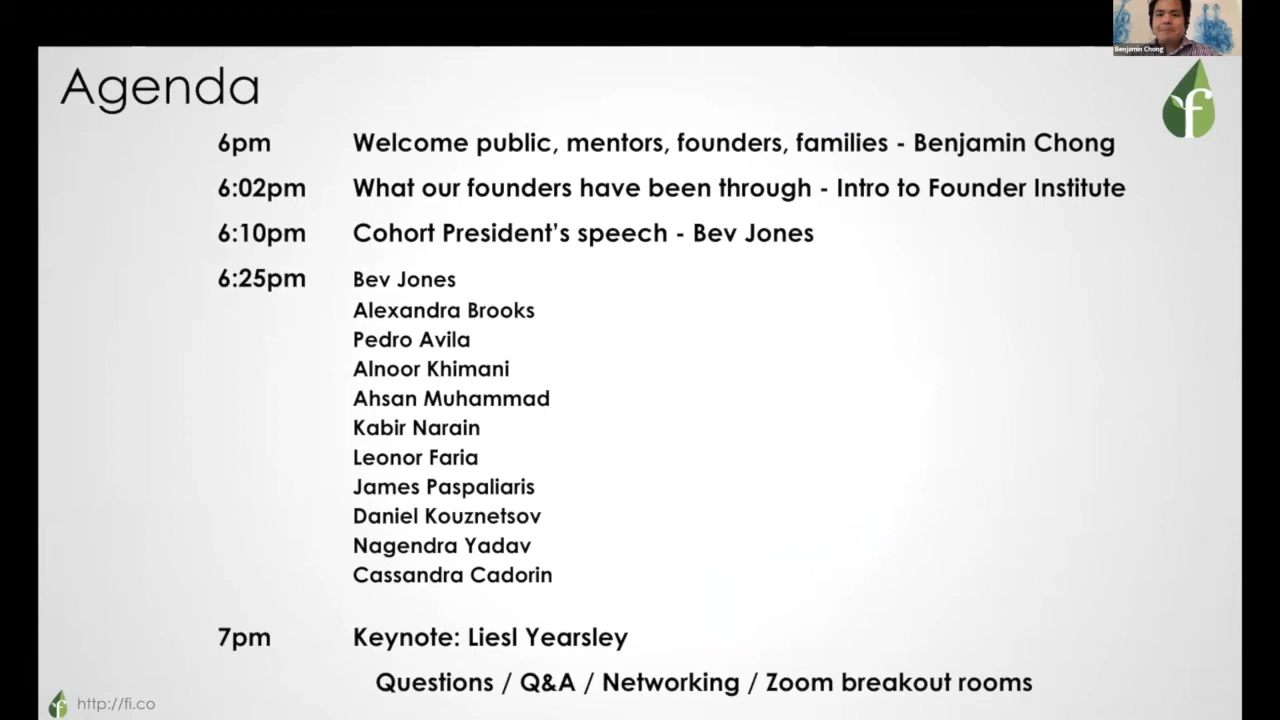 Benjamin Chong
Agenda
f
6pm Welcome public, mentors, founders, families - Benjamin Chong
6:02pm What our founders have been through - Intro to Founder Institute
6:10pm Cohort President's speech - Bev Jones
6:25pm Bev Jones
Alexandra Brooks
Pedro Avila
Alnoor Khimani
Ahsan Muhammad
Kabir Narain
Leonor Faria
James Paspaliaris
Daniel Kouznetsov
Nagendra Yadav
Cassandra Cadorin
7pm Keynote: Liesl Yearsley
Questions / Q&A / Networking / Zoom breakout rooms
f http://fi.co